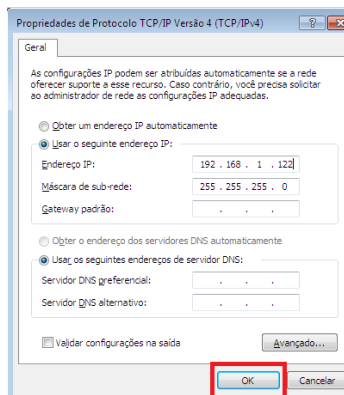 Propriedades de Protocolo TCP/IP Versão 4 (TCP/IPv4)
Geral
As configurações IP podem ser atribuídas automaticamente se a rede
oferecer suporte a esse recurso. Caso contrário, você precisa solicitar
ao administrador de rede as configurações IP adequadas.
Obter um endereço IP automaticamente
Usar o seguinte endereço IP:
Endereço IP: 192 . 168 . 1 . 122
Máscara de sub-rede: 255 . 255 . 255 . 0
Gateway padrão: . . .
Obter o endereço dos servidores DNS automaticamente
Usar os seguintes endereços de servidor DNS:
Servidor DNS preferencial: . . .
Servidor DNS alternativo: . . .
Validar configurações na saída
Avançado...
OK Cancelar